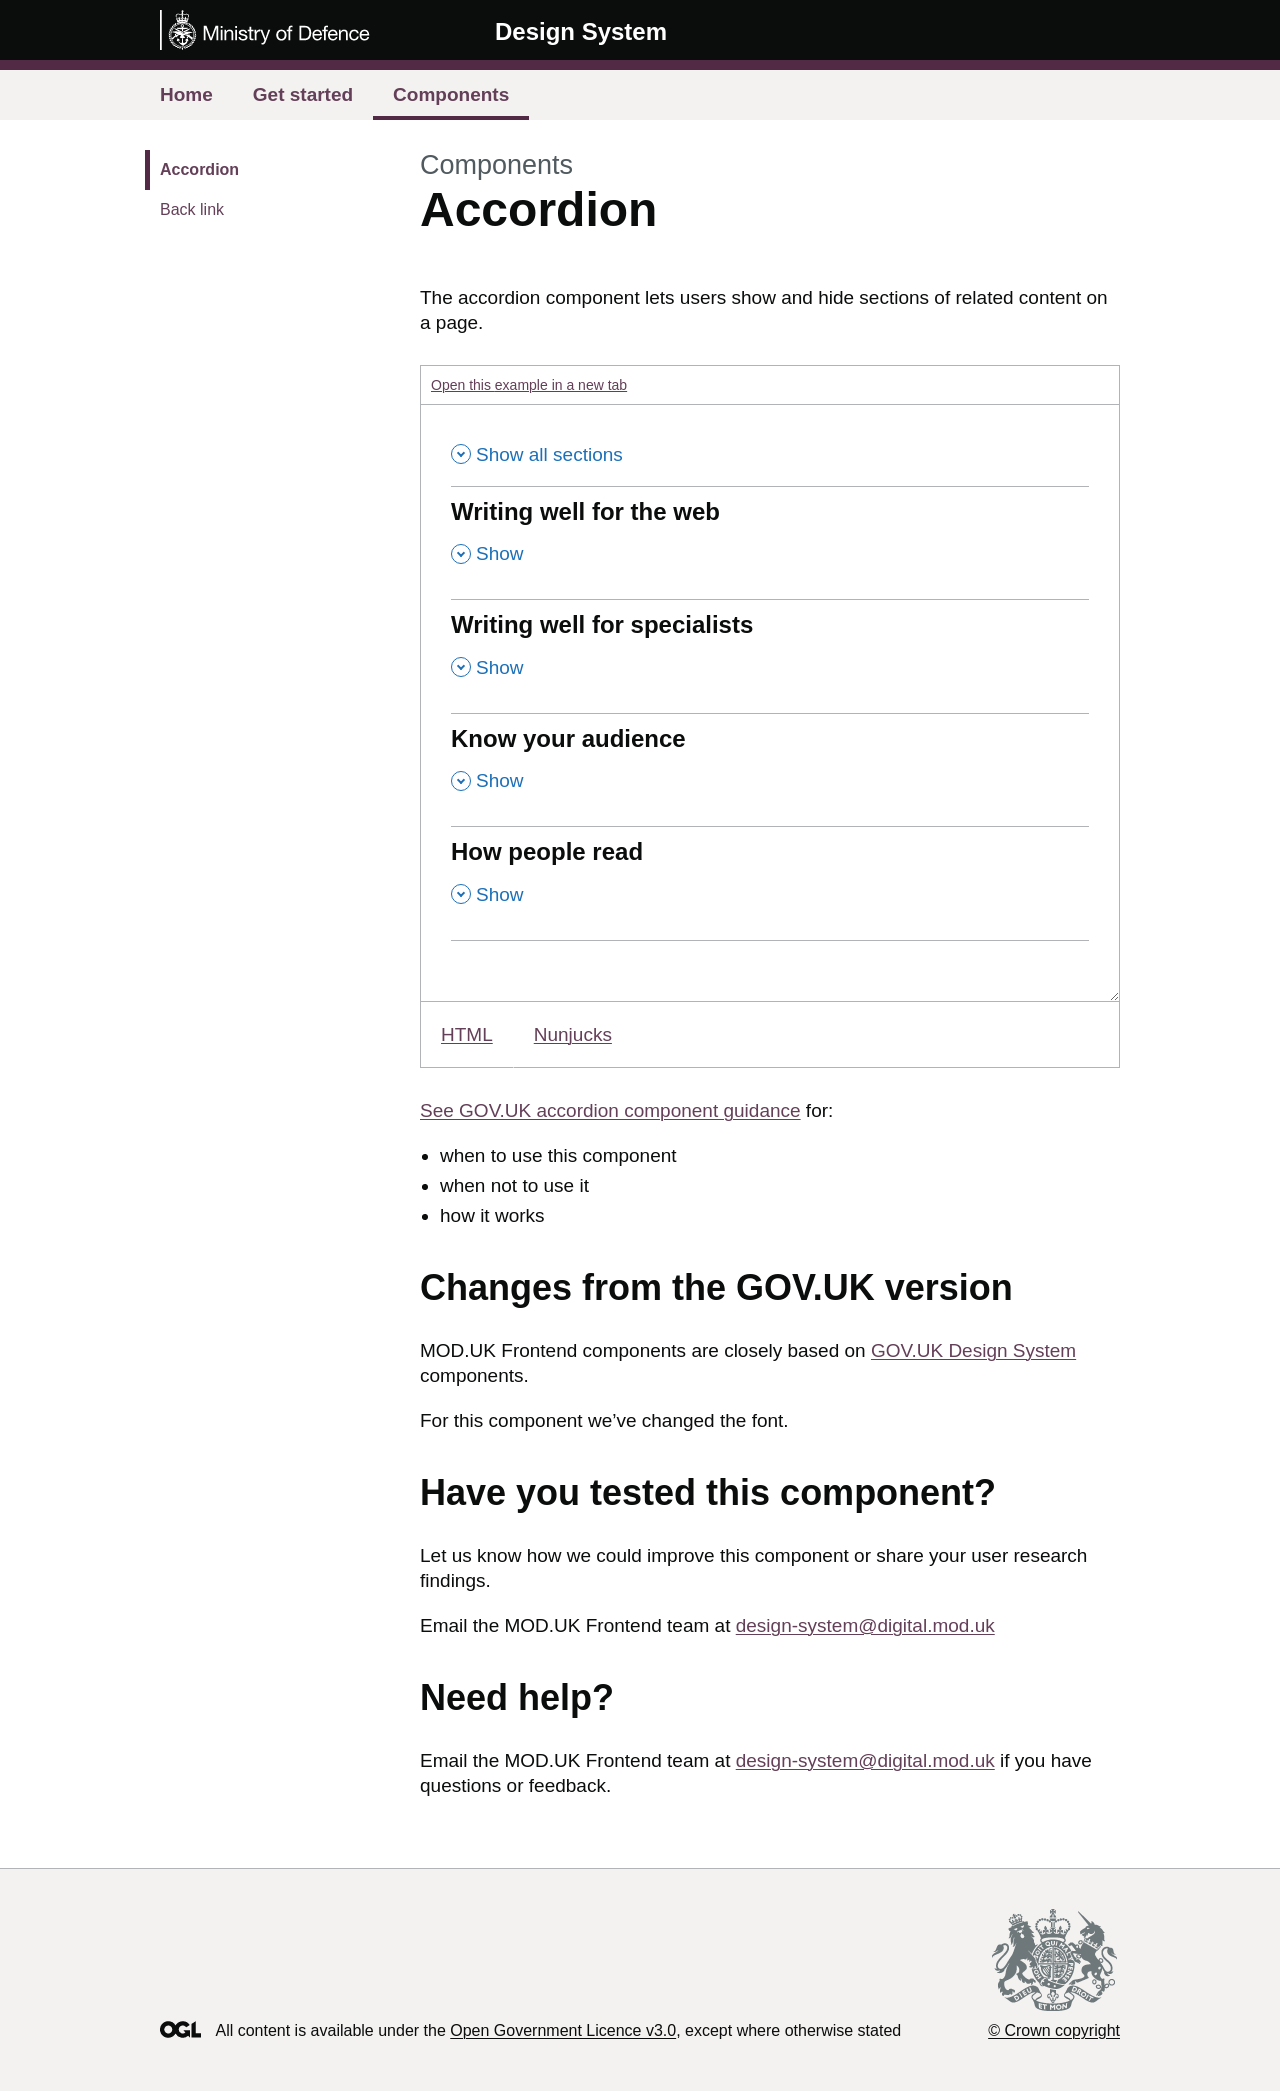 Ministry of Defence
Design System
Home
Get started
Components
Accordion
Back link
Components
Accordion
The accordion component lets users show and hide sections of related content on
a page.
Open this example in a new tab
Show all sections
Writing well for the web
Show
Writing well for specialists
Show
Know your audience
Show
How people read
Show
HTML
Nunjucks
See GOV.UK accordion component guidance for:
• when to use this component
• when not to use it
• how it works
Changes from the GOV.UK version
MOD.UK Frontend components are closely based on GOV.UK Design System
components.
For this component we’ve changed the font.
Have you tested this component?
Let us know how we could improve this component or share your user research
findings.
Email the MOD.UK Frontend team at design-system@digital.mod.uk
Need help?
Email the MOD.UK Frontend team at design-system@digital.mod.uk if you have
questions or feedback.
DIEU ET MON DROIT
OGL All content is available under the Open Government Licence v3.0, except where otherwise stated
© Crown copyright